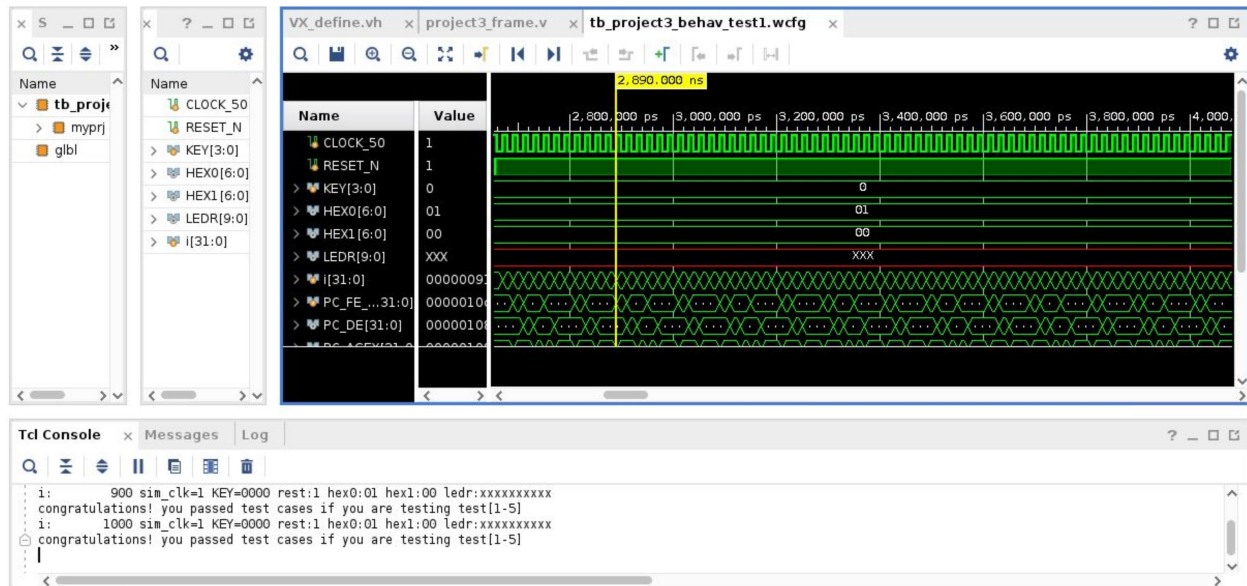 S
VX_define.vh
project3_frame.v
tb_project3_behav_test1.wcfg
Name
tb_proje
myprj
glbl
Name
CLOCK_50
RESET_N
KEY[3:0]
HEX0[6:0]
HEX1[6:0]
LEDR[9:0]
i[31:0]
2,890.000 ns
Name Value
2,800,000 ps 3,000,000 ps 3,200,000 ps 3,400,000 ps 3,600,000 ps 3,800,000 ps 4,000,
CLOCK_50 1
RESET_N 1
KEY[3:0] 0 0
HEX0[6:0] 01 01
HEX1[6:0] 00 00
LEDR[9:0] XXX XXX
i[31:0] 00000091
PC_FE_...31:0]
PC_DE[31:0]
Tcl Console Messages Log
i: 900 sim_clk=1 KEY=0000 rest:1 hex0:01 hex1:00 ledr:xxxxxxxxxx
congratulations! you passed test cases if you are testing test[1-5]
i: 1000 sim_clk=1 KEY=0000 rest:1 hex0:01 hex1:00 ledr:xxxxxxxxxx
congratulations! you passed test cases if you are testing test[1-5]